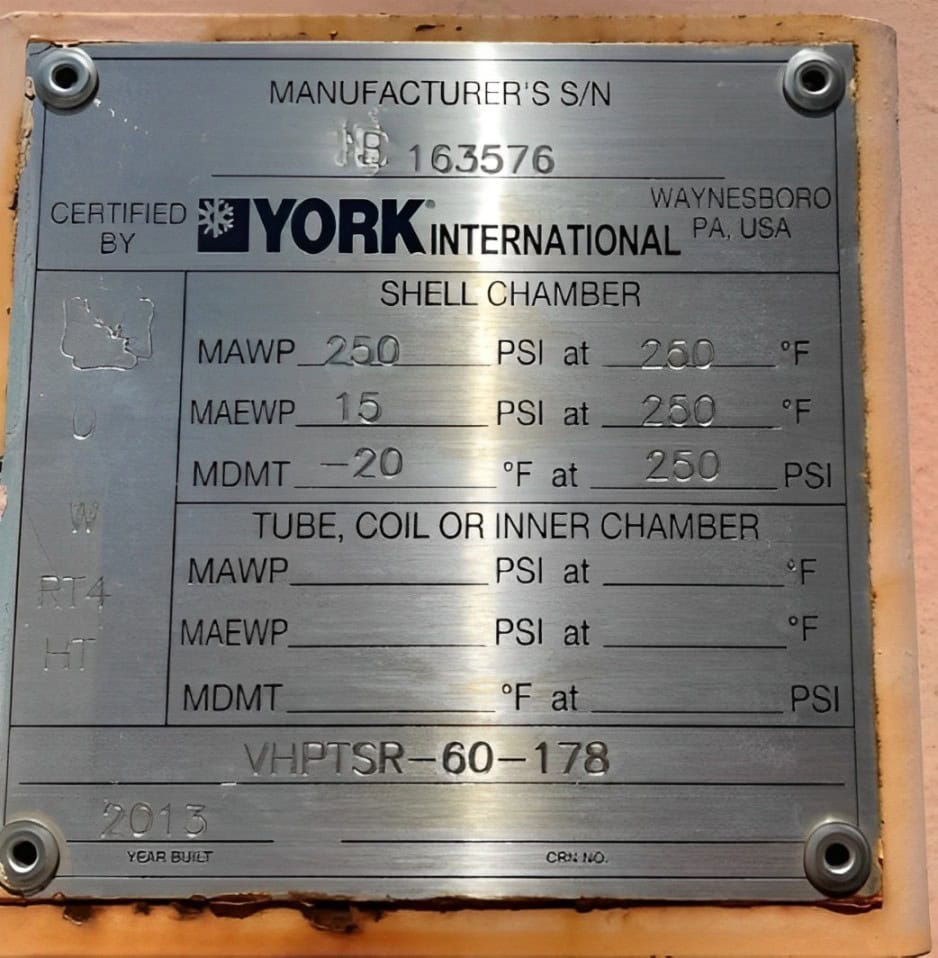 MANUFACTURER'S S/N
NB 163576
CERTIFIED BY
YORK INTERNATIONAL
WAYNESBORO
PA, USA
SHELL CHAMBER
MAWP 250 PSI at 250 °F
MAEWP 15 PSI at 250 °F
MDMT -20 °F at 250 PSI
U
W
RT4
HT
TUBE, COIL OR INNER CHAMBER
MAWP PSI at °F
MAEWP PSI at °F
MDMT °F at PSI
VHPTSR-60-178
2013
YEAR BUILT
CRN NO.